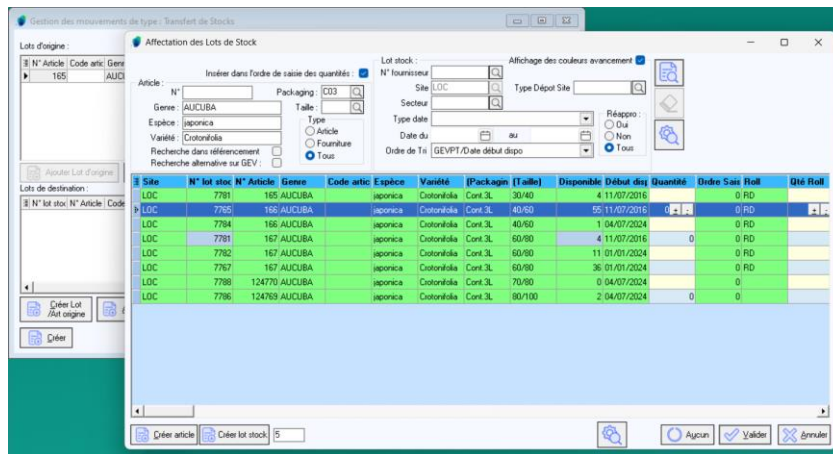 Gestion des mouvements de type : Transfert de Stocks
Lots d'origine :
N° Article Code artic Genr
165 AUCU
Ajouter Lot d'origine
Lots de destination :
N° lot stoc N° Article Code
Créer Lot /Art origine
Créer
Affectation des Lots de Stock
Insérer dans l'ordre de saisie des quantités :
Article :
N° Packaging : C03
Genre : AUCUBA Taille :
Espèce : japonica
Variété : Crotonifolia
Type
Article
Fourniture
Tous
Recherche dans référencement
Recherche alternative sur GEV :
Lot stock :
Affichage des couleurs avancement
N° fournisseur
Site LOC Type Dépot Site
Secteur
Type date
Date du au
Ordre de Tri GEVPT/Date début dispo
Réappro :
Oui
Non
Tous
Site N° lot stoc N° Article Genre Code artic Espèce Variété (Packagin (Taille) Disponible Début disp Quantité Ordre Sais Roll Qté Roll
LOC 7781 165 AUCUBA japonica Crotonifolia Cont.3L 30/40 4 11/07/2016 0 RD
LOC 7765 166 AUCUBA japonica Crotonifolia Cont.3L 40/60 55 11/07/2016 0 + - 0 RD + -
LOC 7784 166 AUCUBA japonica Crotonifolia Cont.3L 40/60 1 04/07/2024 0 RD
LOC 7781 167 AUCUBA japonica Crotonifolia Cont.3L 60/80 4 11/07/2016 0 0 RD
LOC 7782 167 AUCUBA japonica Crotonifolia Cont.3L 60/80 11 01/01/2024 0 RD
LOC 7767 167 AUCUBA japonica Crotonifolia Cont.3L 60/80 36 01/01/2024 0 RD
LOC 7788 124770 AUCUBA japonica Crotonifolia Cont.3L 70/80 0 04/07/2024 0
LOC 7786 124769 AUCUBA japonica Crotonifolia Cont.3L 80/100 2 04/07/2024 0 0
Créer article Créer lot stock 5 Aucun Valider Annuler